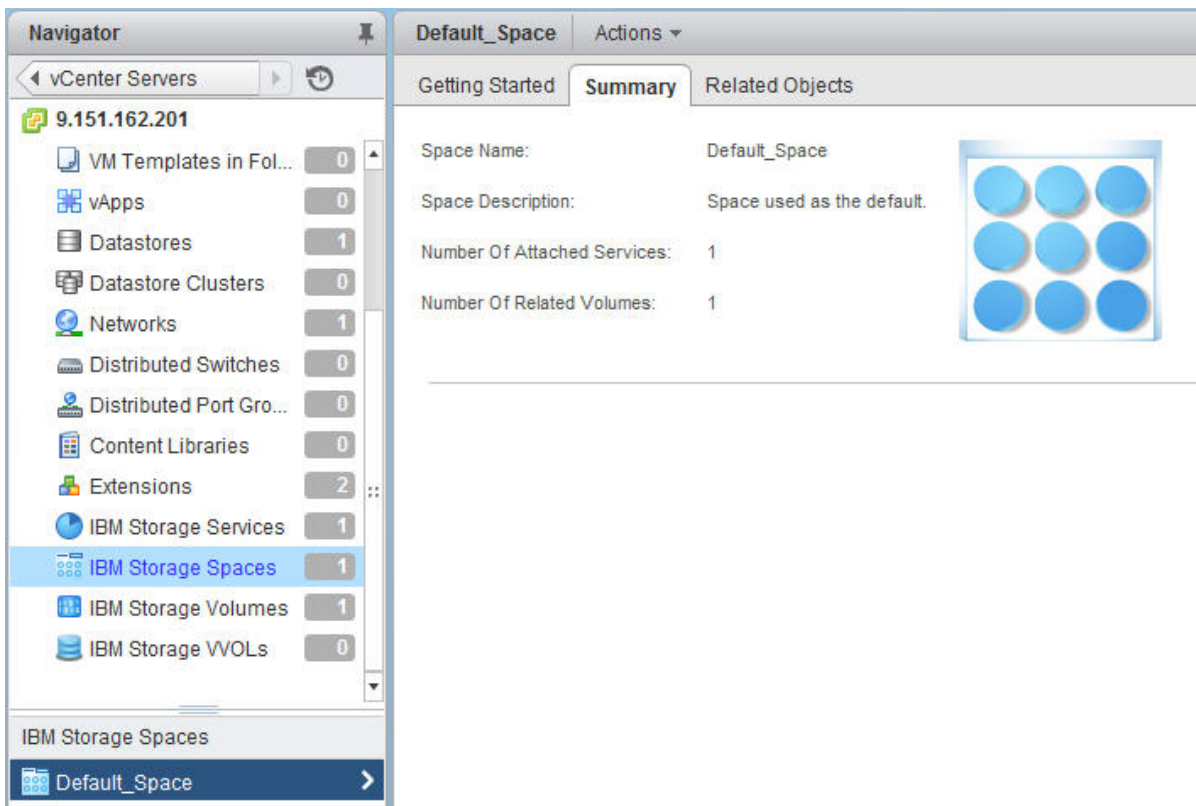 Navigator
vCenter Servers
9.151.162.201
VM Templates in Fol... 0
vApps 0
Datastores 1
Datastore Clusters 0
Networks 1
Distributed Switches 0
Distributed Port Gro... 0
Content Libraries 0
Extensions 2
IBM Storage Services 1
IBM Storage Spaces 1
IBM Storage Volumes 1
IBM Storage VVOLs 0
IBM Storage Spaces
Default_Space
Default_Space Actions
Getting Started Summary Related Objects
Space Name: Default_Space
Space Description: Space used as the default.
Number Of Attached Services: 1
Number Of Related Volumes: 1